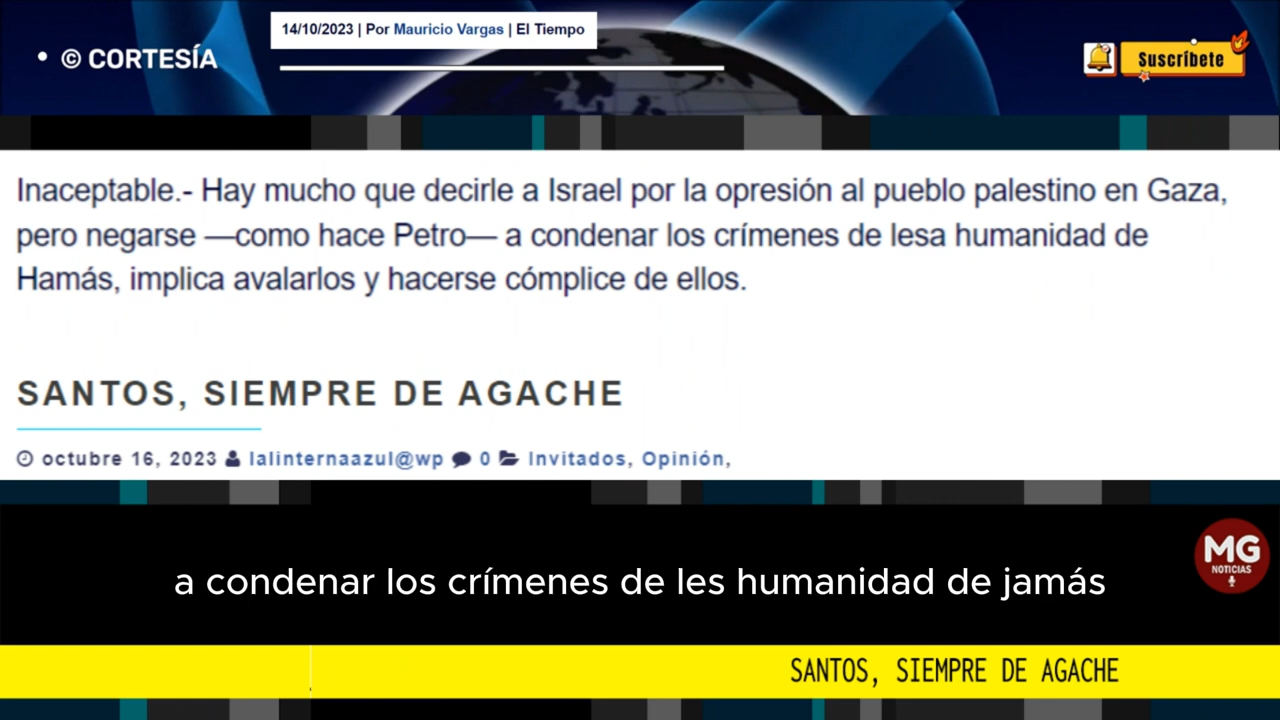 14/10/2023 | Por Mauricio Vargas | El Tiempo
• © CORTESÍA
Suscríbete
Inaceptable.- Hay mucho que decirle a Israel por la opresión al pueblo palestino en Gaza,
pero negarse —como hace Petro— a condenar los crímenes de lesa humanidad de
Hamás, implica avalarlos y hacerse cómplice de ellos.
SANTOS, SIEMPRE DE AGACHE
octubre 16, 2023 lalinternaazul@wp 0 Invitados, Opinión,
MG
NOTICIAS
a condenar los crímenes de les humanidad de jamás
SANTOS, SIEMPRE DE AGACHE